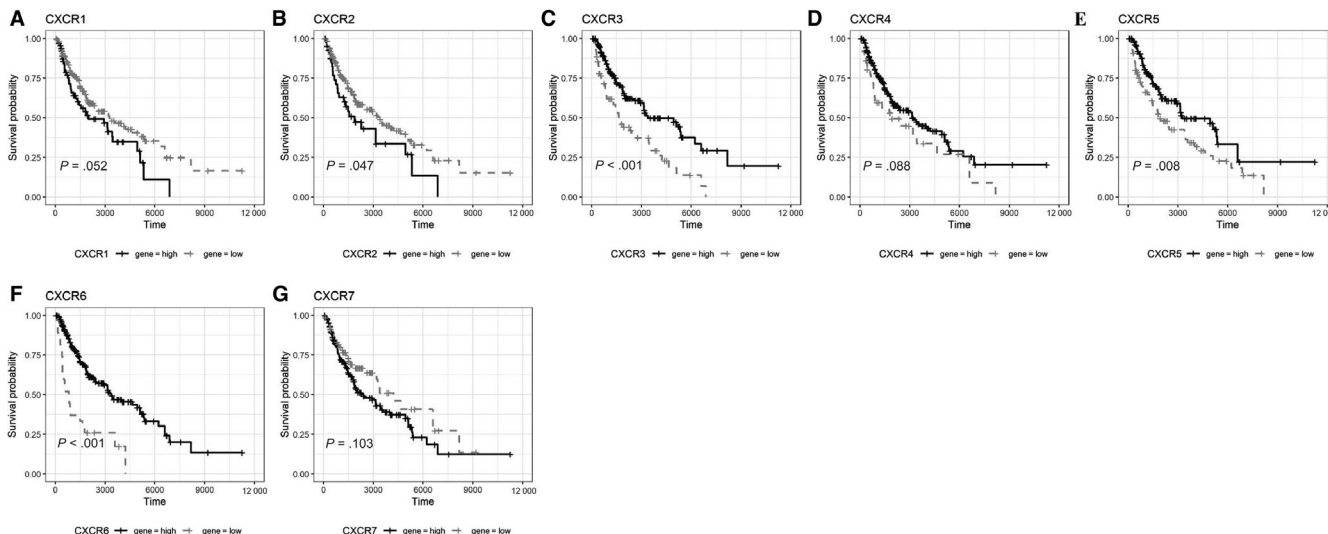 A
CXCR1
Survival probability
1.00
0.75
0.50
0.25
0.00
P = .052
0 3000 6000 9000 12 000
Time
CXCR1 gene = high gene = low
B
CXCR2
Survival probability
1.00
0.75
0.50
0.25
0.00
P = .047
0 3000 6000 9000 12 000
Time
CXCR2 gene = high gene = low
C
CXCR3
Survival probability
1.00
0.75
0.50
0.25
0.00
P < .001
0 3000 6000 9000 12 000
Time
CXCR3 gene = high gene = low
D
CXCR4
Survival probability
1.00
0.75
0.50
0.25
0.00
P = .088
0 3000 6000 9000 12 000
Time
CXCR4 gene = high gene = low
E
CXCR5
Survival probability
1.00
0.75
0.50
0.25
0.00
P = .008
0 3000 6000 9000 12 000
Time
CXCR5 gene = high gene = low
F
CXCR6
Survival probability
1.00
0.75
0.50
0.25
0.00
P < .001
0 3000 6000 9000 12 000
Time
CXCR6 gene = high gene = low
G
CXCR7
Survival probability
1.00
0.75
0.50
0.25
0.00
P = .103
0 3000 6000 9000 12 000
Time
CXCR7 gene = high gene = low